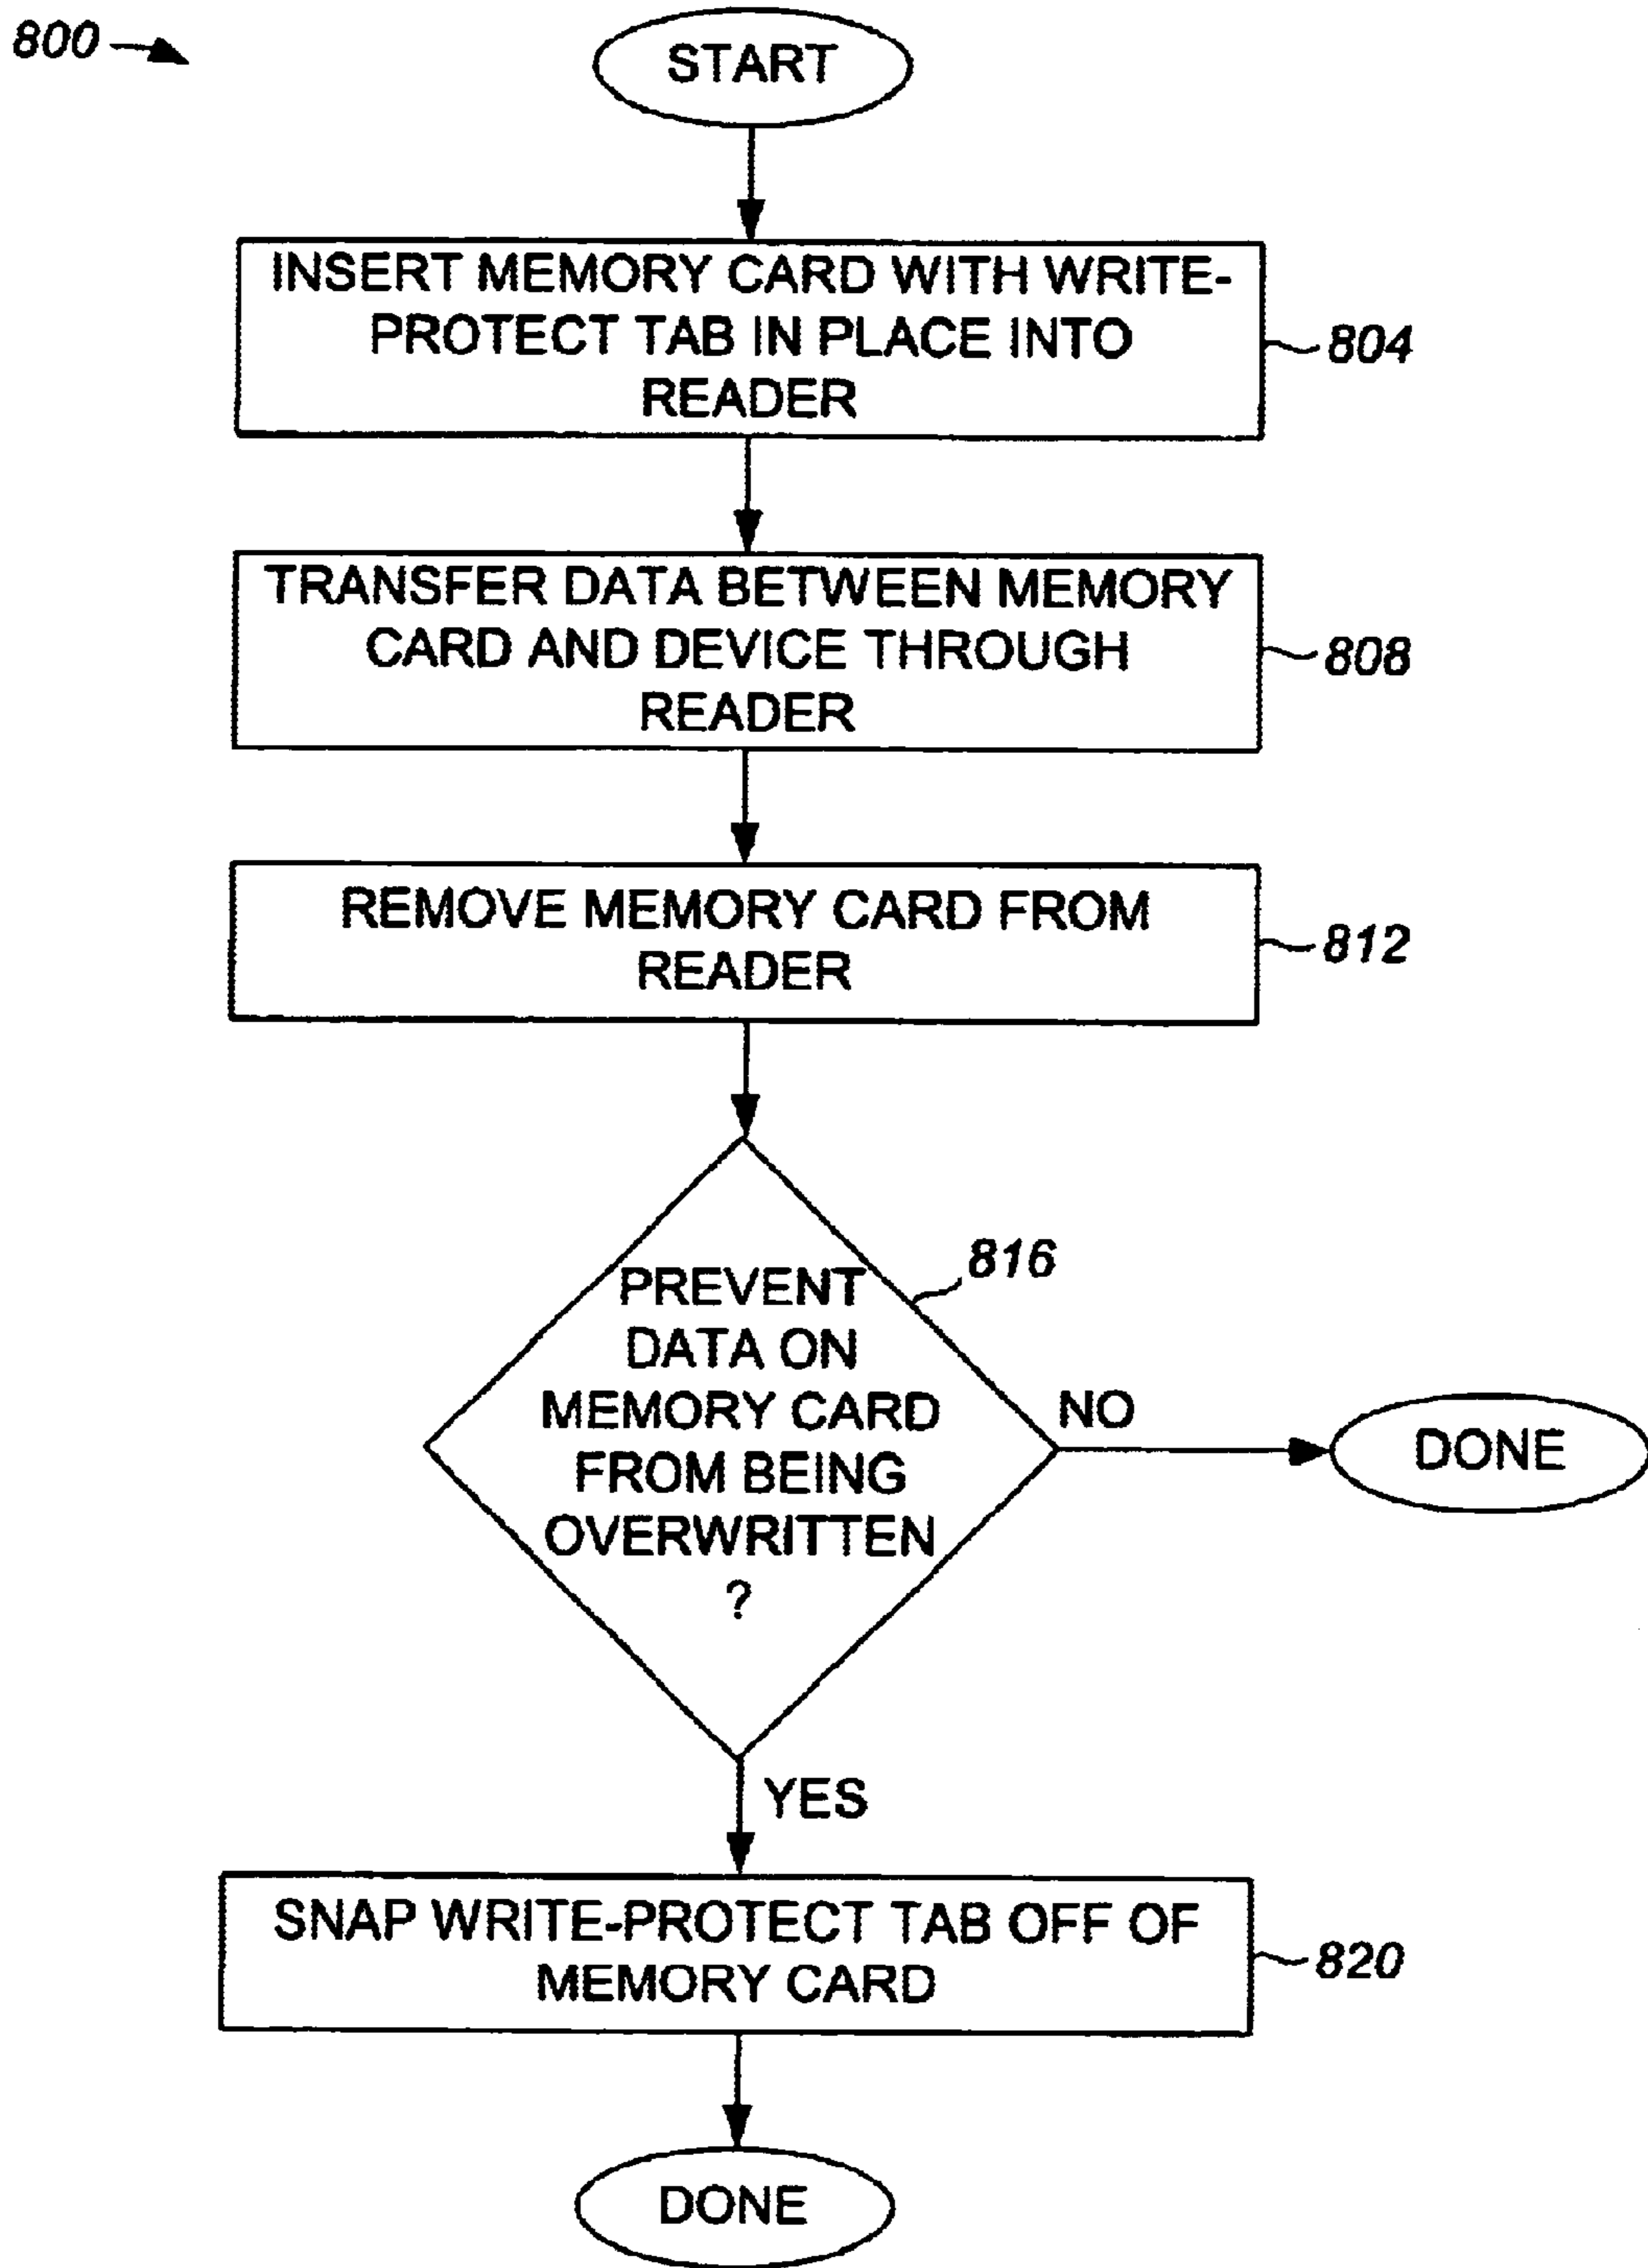 800
START
INSERT MEMORY CARD WITH WRITE-
PROTECT TAB IN PLACE INTO
READER
804
TRANSFER DATA BETWEEN MEMORY
CARD AND DEVICE THROUGH
READER
808
REMOVE MEMORY CARD FROM
READER
812
PREVENT
DATA ON
MEMORY CARD
FROM BEING
OVERWRITTEN
?
816
NO
DONE
YES
SNAP WRITE-PROTECT TAB OFF OF
MEMORY CARD
820
DONE